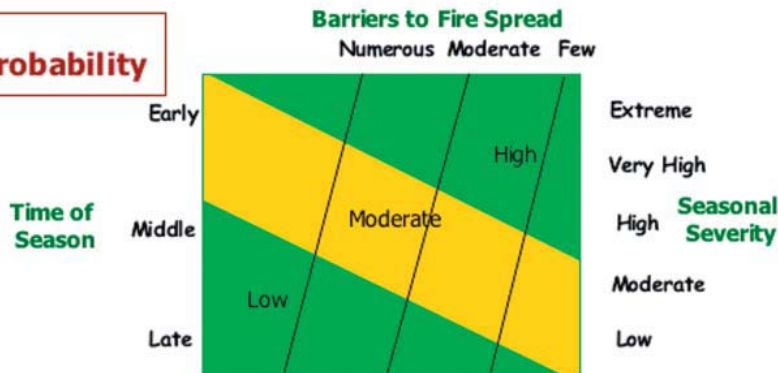 Barriers to Fire Spread
Numerous Moderate Few
robability
Early
Extreme
High
Very High
Time of
Season
Middle
Moderate
High
Seasonal
Severity
Moderate
Low
Late
Low